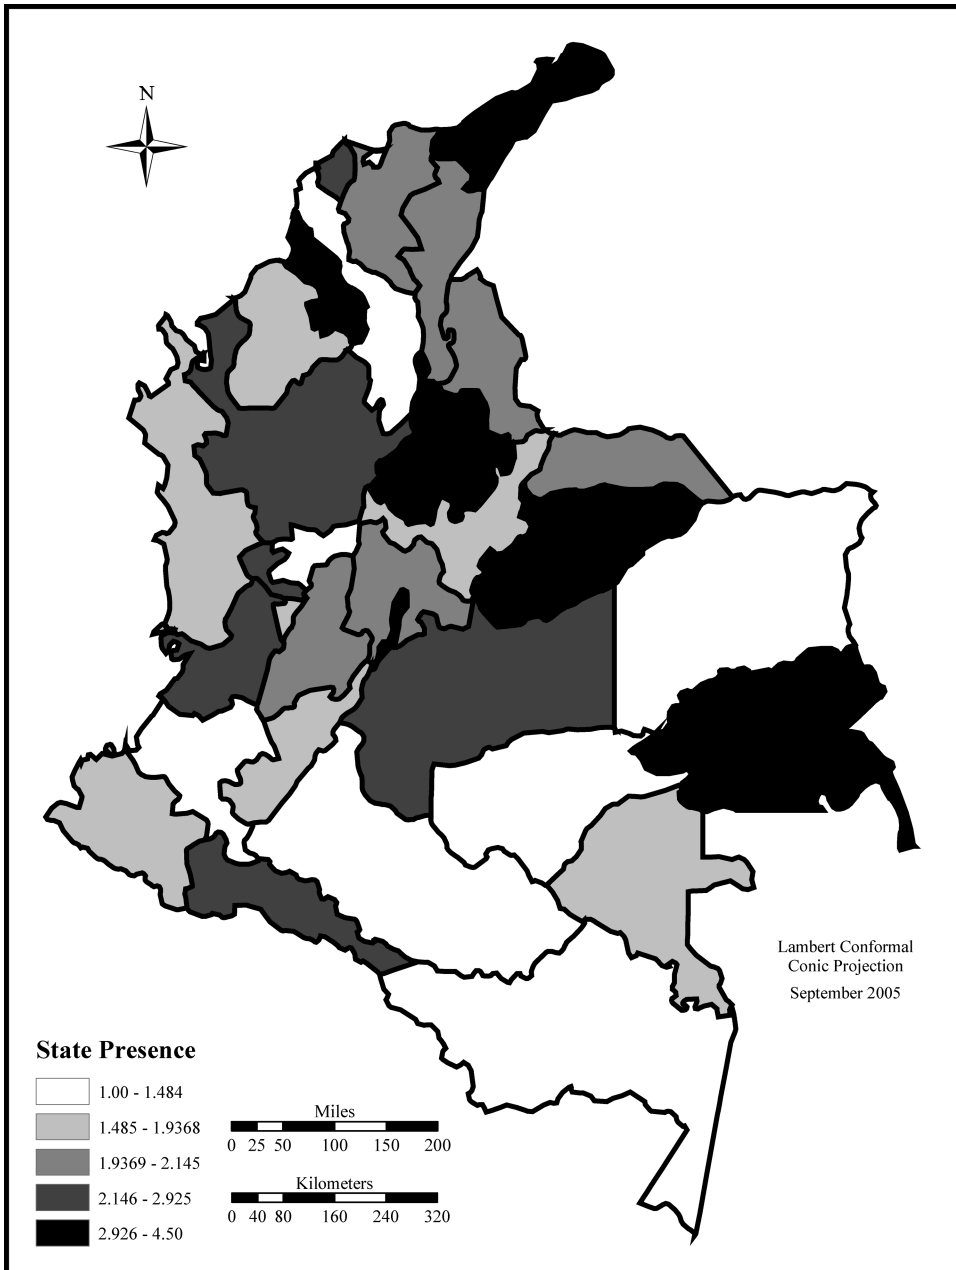 N
Lambert Conformal
Conic Projection
September 2005
State Presence
1.00 - 1.484
1.485 - 1.9368
1.9369 - 2.145
2.146 - 2.925
2.926 - 4.50
Miles
0 25 50 100 150 200
Kilometers
0 40 80 160 240 320